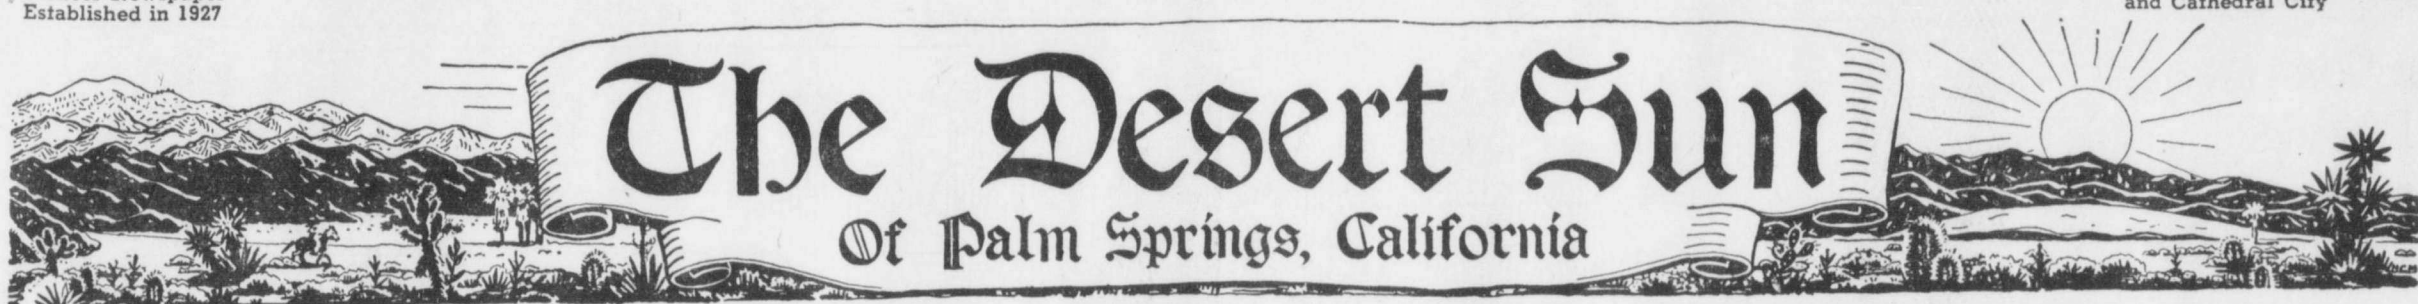 Established in 1927
and Cathedral City
The Desert Sun
Of Palm Springs, California